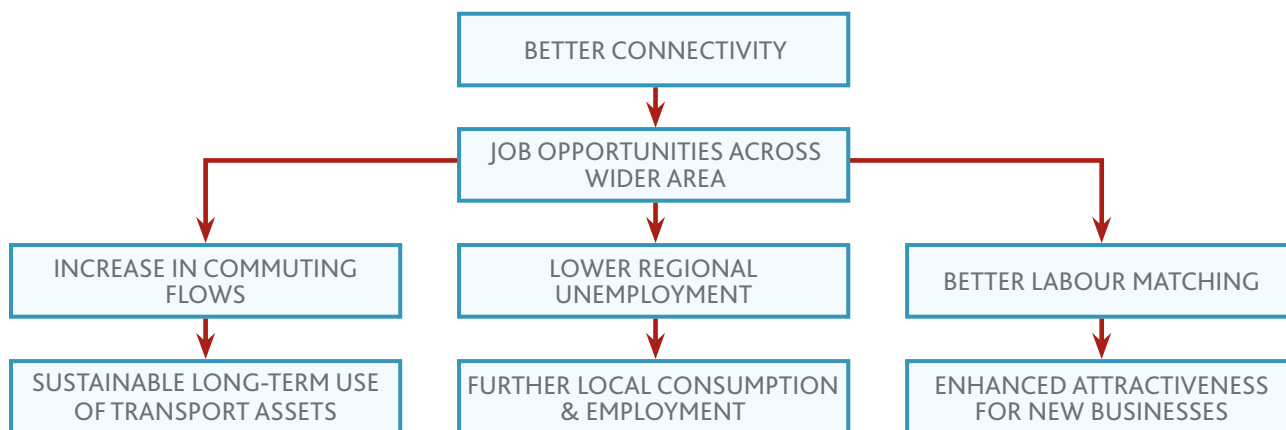 BETTER CONNECTIVITY
JOB OPPORTUNITIES ACROSS
WIDER AREA
INCREASE IN COMMUTING
FLOWS
LOWER REGIONAL
UNEMPLOYMENT
BETTER LABOUR MATCHING
SUSTAINABLE LONG-TERM USE
OF TRANSPORT ASSETS
FURTHER LOCAL CONSUMPTION
& EMPLOYMENT
ENHANCED ATTRACTIVENESS
FOR NEW BUSINESSES